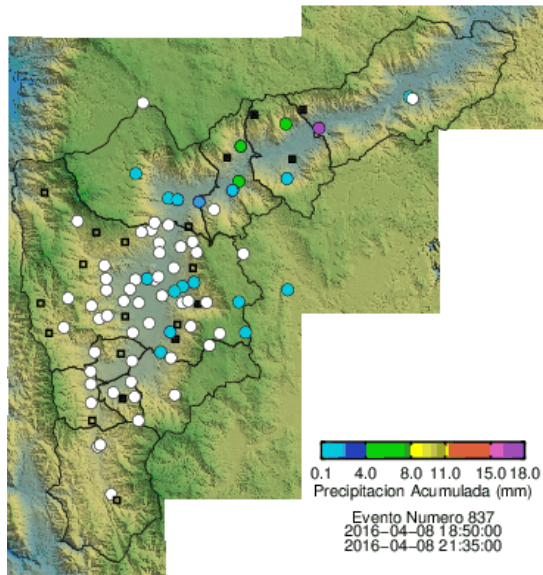 0.1 4.0 8.0 11.0 15.0 18.0
Precipitacion Acumulada (mm)
Evento Numero 837
2016-04-08 18:50:00
2016-04-08 21:35:00